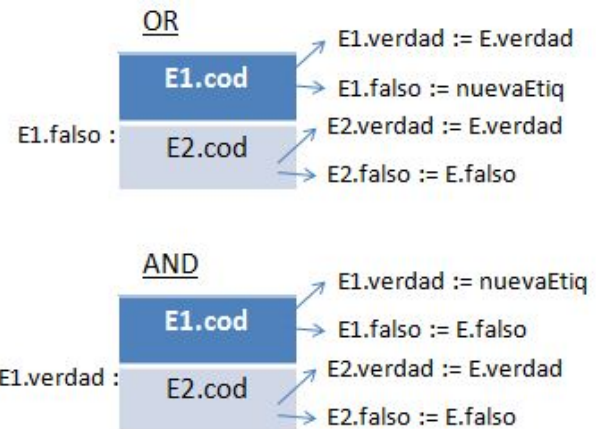 OR
E1.verdad := E.verdad
E1.cod
E1.falso := nuevaEtiq
E1.falso :
E2.verdad := E.verdad
E2.cod
E2.falso := E.falso
AND
E1.verdad := nuevaEtiq
E1.cod
E1.falso := E.falso
E1.verdad :
E2.verdad := E.verdad
E2.cod
E2.falso := E.falso